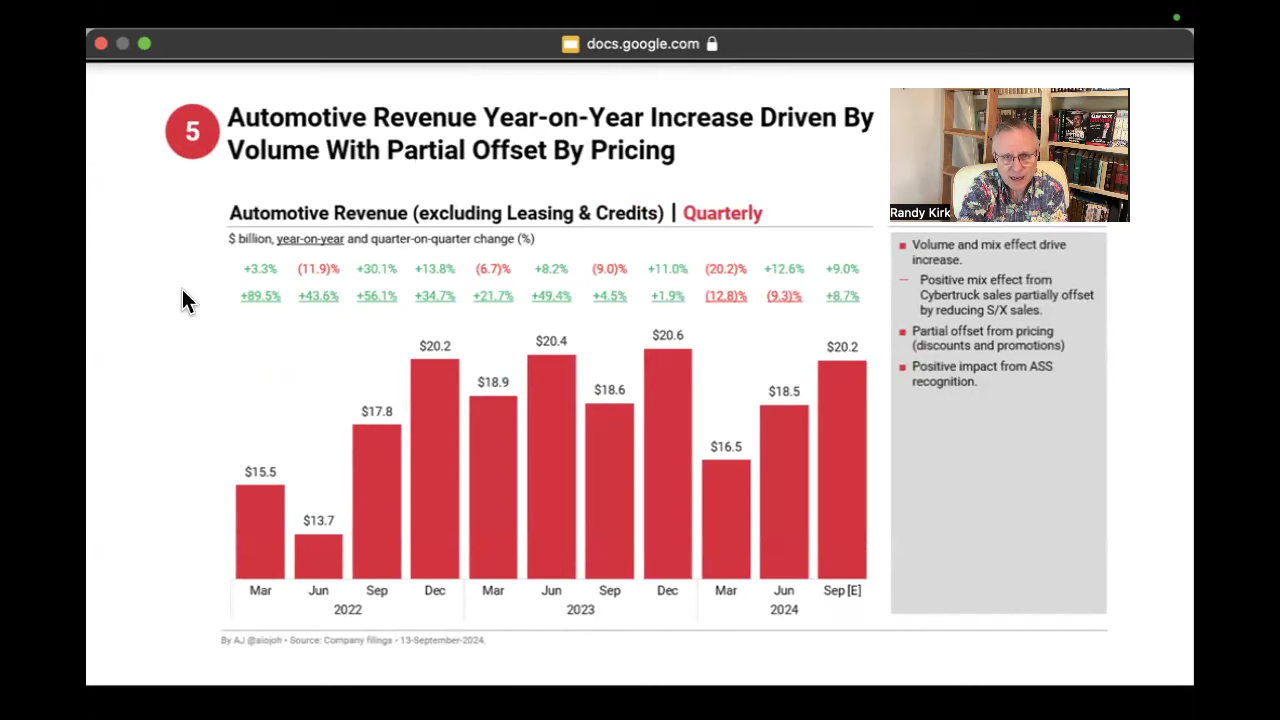 docs.google.com
5
Automotive Revenue Year-on-Year Increase Driven By
Volume With Partial Offset By Pricing
Randy Kirk
Automotive Revenue (excluding Leasing & Credits) | Quarterly
$ billion, year-on-year and quarter-on-quarter change (%)
+3.3% (11.9)% +30.1% +13.8% (6.7)% +8.2% (9.0)% +11.0% (20.2)% +12.6% +9.0%
+89.5% +43.6% +56.1% +34.7% +21.7% +49.4% +4.5% +1.9% (12.8)% (9.3)% +8.7%
$15.5 $13.7 $17.8 $20.2 $18.9 $20.4 $18.6 $20.6 $16.5 $18.5 $20.2
Mar Jun Sep Dec Mar Jun Sep Dec Mar Jun Sep [E]
2022 2023 2024
Volume and mix effect drive
increase.
Positive mix effect from
Cybertruck sales partially offset
by reducing S/X sales.
Partial offset from pricing
(discounts and promotions)
Positive impact from ASS
recognition.
By AJ @aiojoh • Source: Company filings • 13-September-2024.